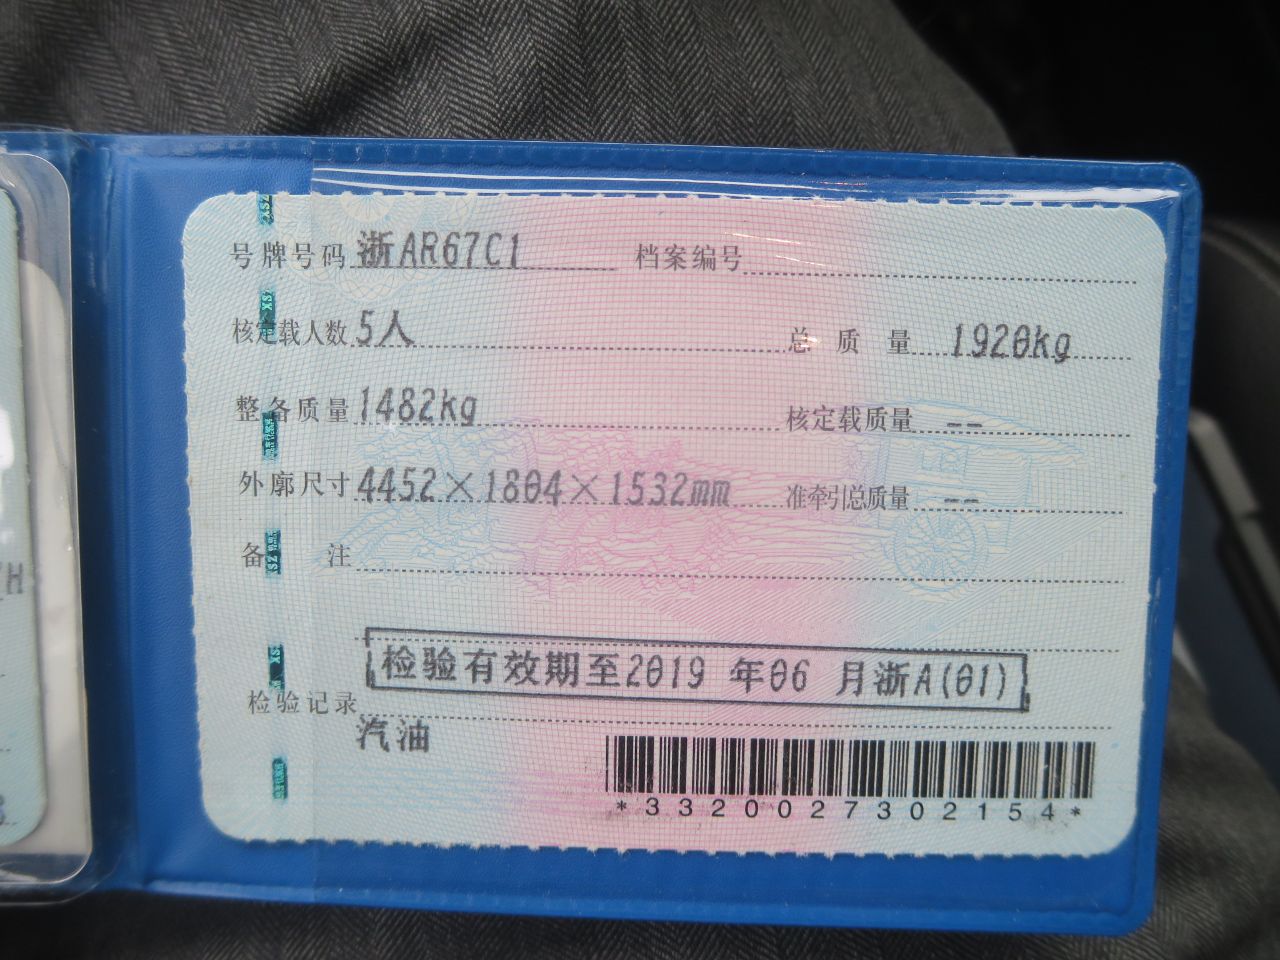 号牌号码 浙AR67C1 档案编号
核定载人数 5人 总质量 1920kg
整备质量 1482kg 核定载质量 --
外廓尺寸 4452×1804×1532mm 准牵引总质量 --
备注
检验有效期至2019 年06 月浙A(01)
检验记录
汽油
*3320027302154*